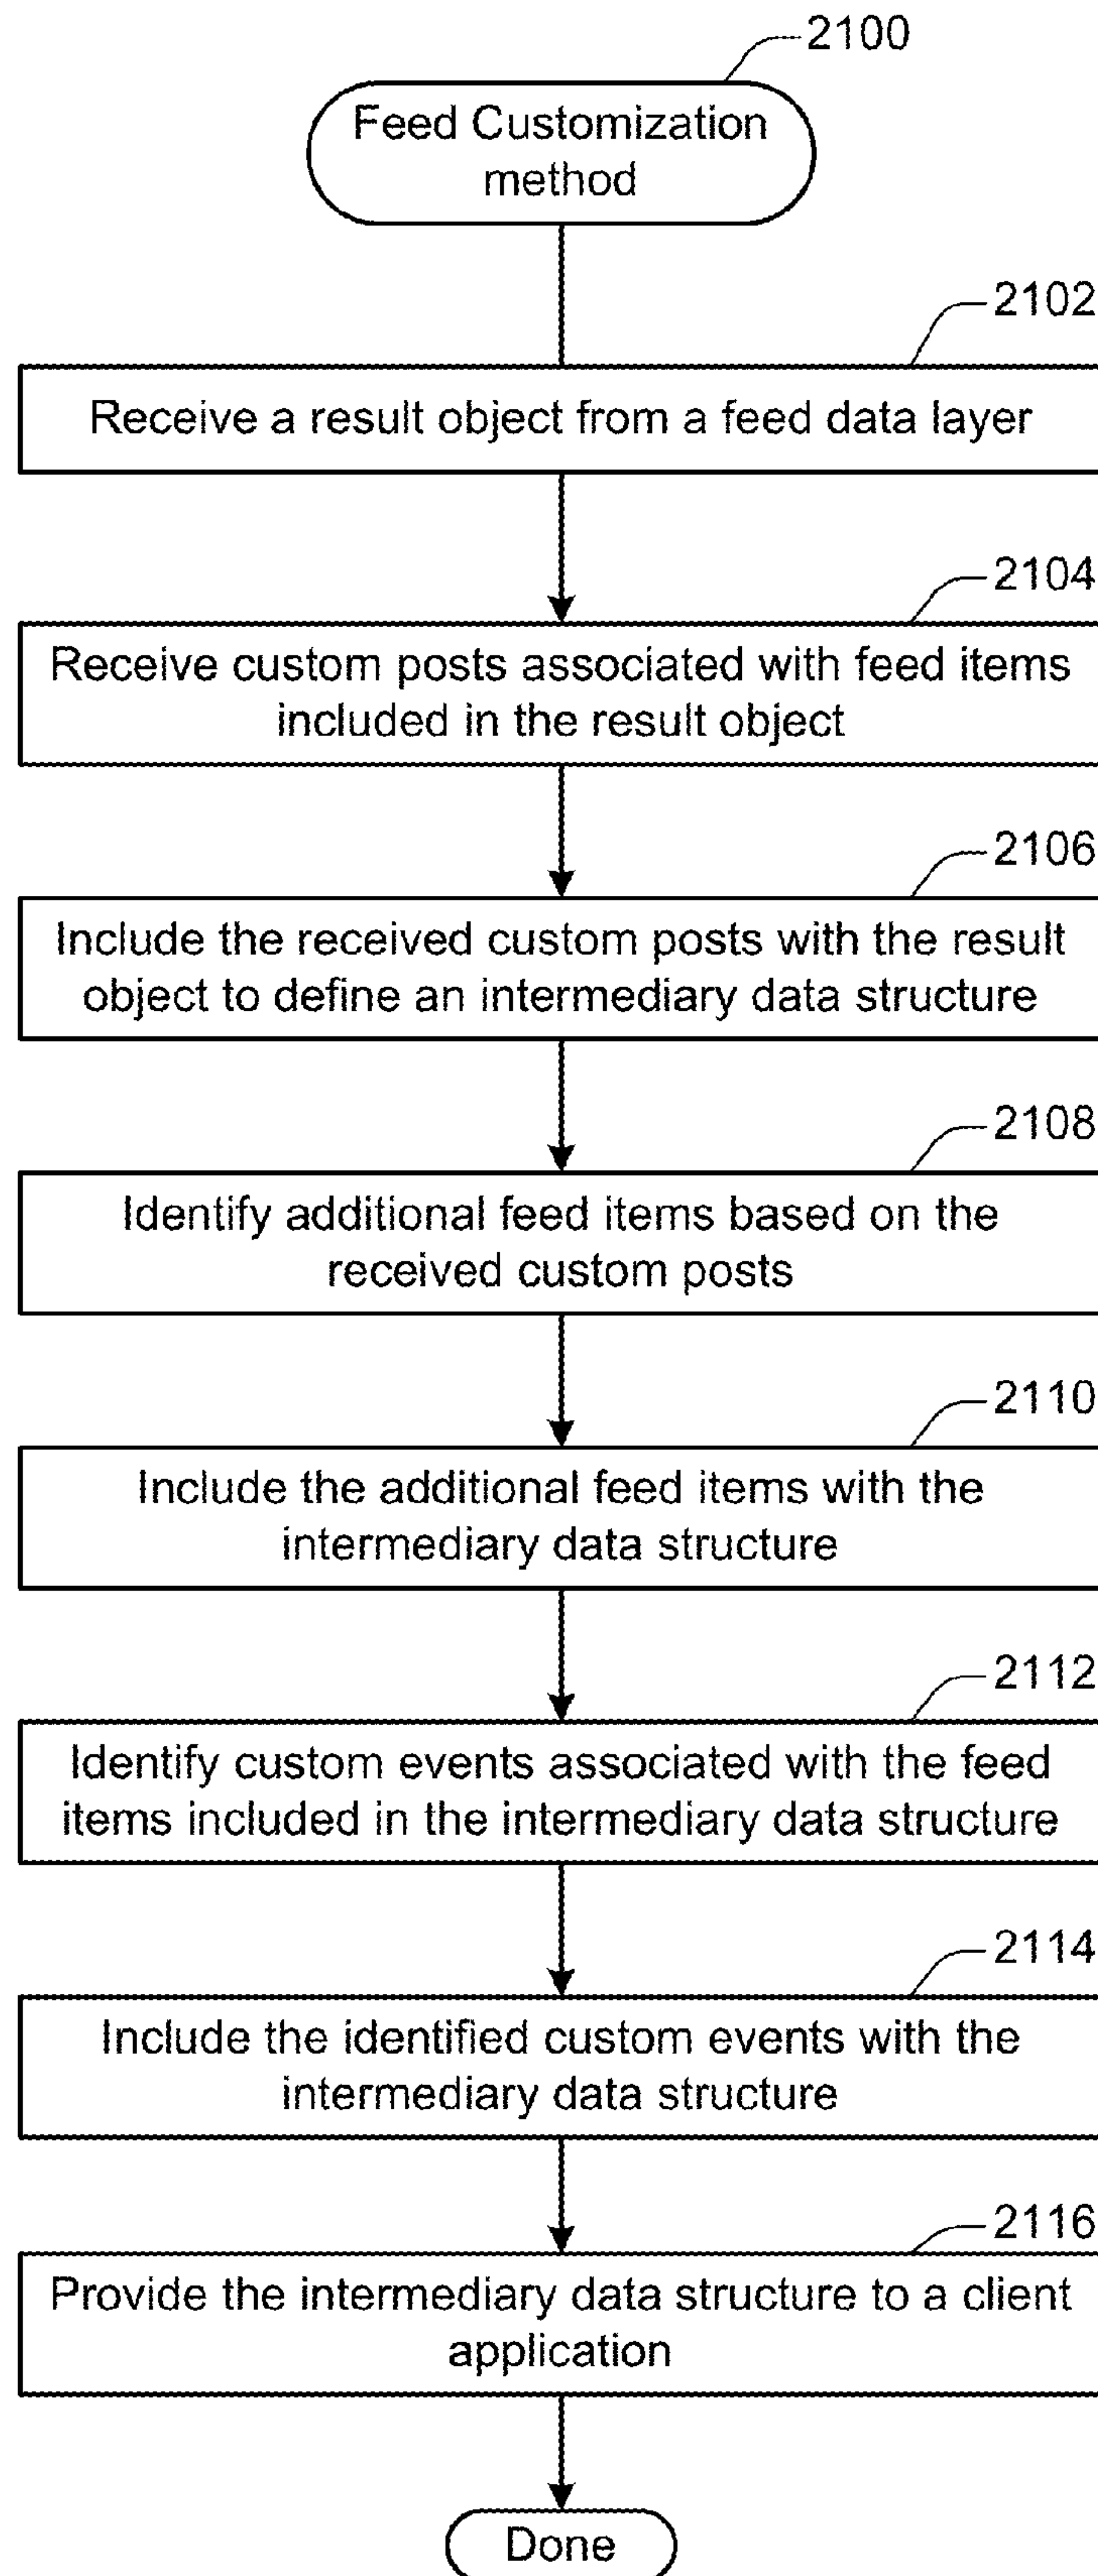 2100
Feed Customization
method
2102
Receive a result object from a feed data layer
2104
Receive custom posts associated with feed items
included in the result object
2106
Include the received custom posts with the result
object to define an intermediary data structure
2108
Identify additional feed items based on the
received custom posts
2110
Include the additional feed items with the
intermediary data structure
2112
Identify custom events associated with the feed
items included in the intermediary data structure
2114
Include the identified custom events with the
intermediary data structure
2116
Provide the intermediary data structure to a client
application
Done